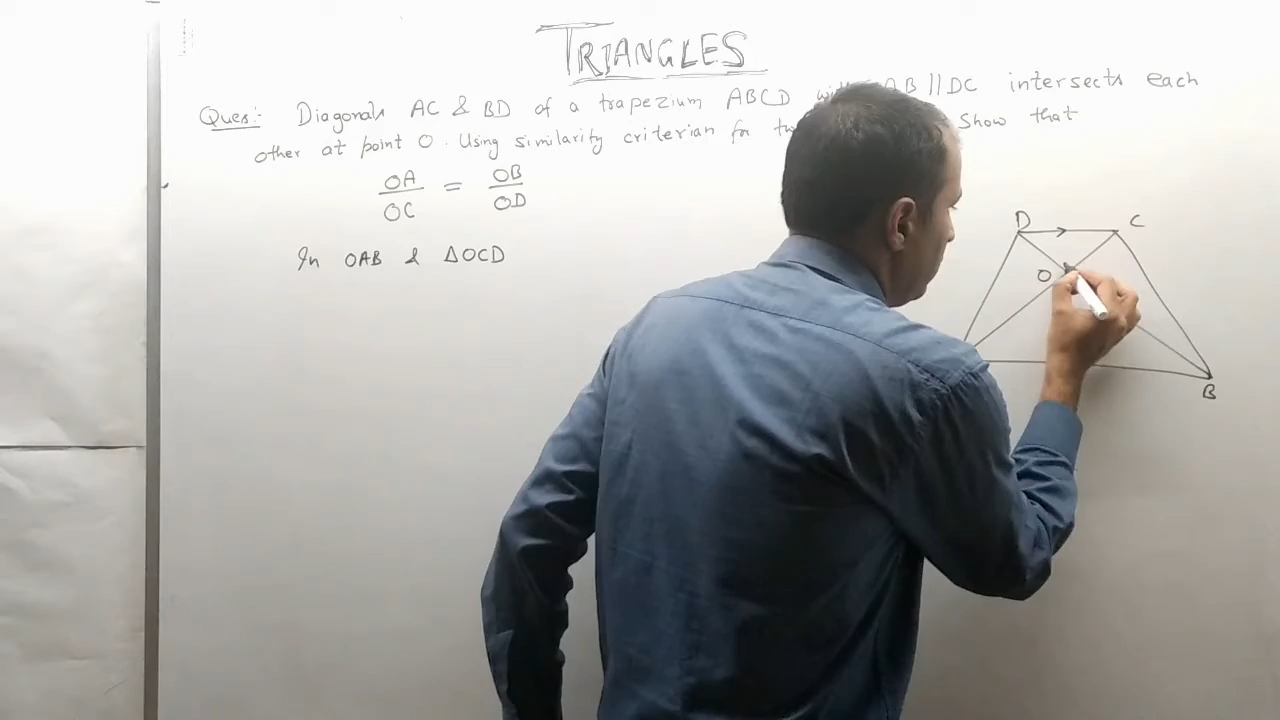 TRIANGLES
Ques:- Diagonals AC & BD of a trapezium ABCD AB || DC intersects each
other at point O. Using similarity criterian for Show that
OA / OC = OB / OD
In OAB & ΔOCD
D
C
O
B